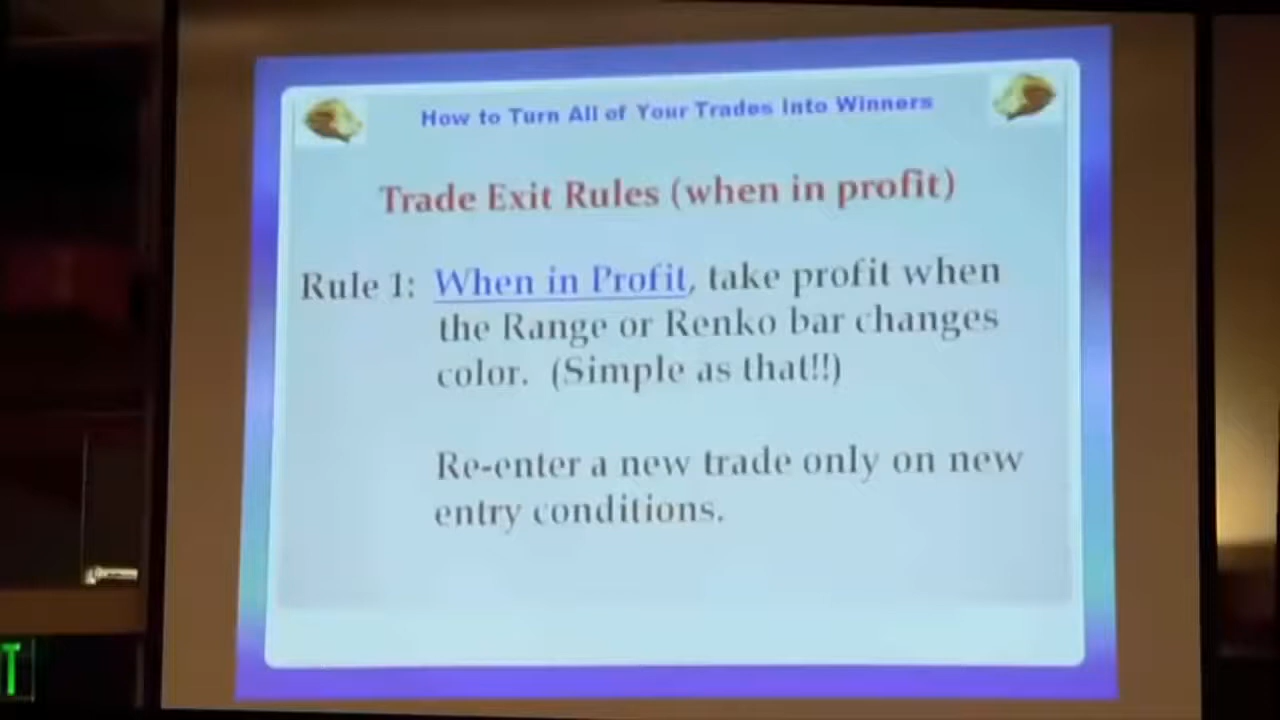 How to Turn All of Your Trades Into Winners
Trade Exit Rules (when in profit)
Rule 1: When in Profit, take profit when
the Range or Renko bar changes
color. (Simple as that!!)
Re-enter a new trade only on new
entry conditions.
T